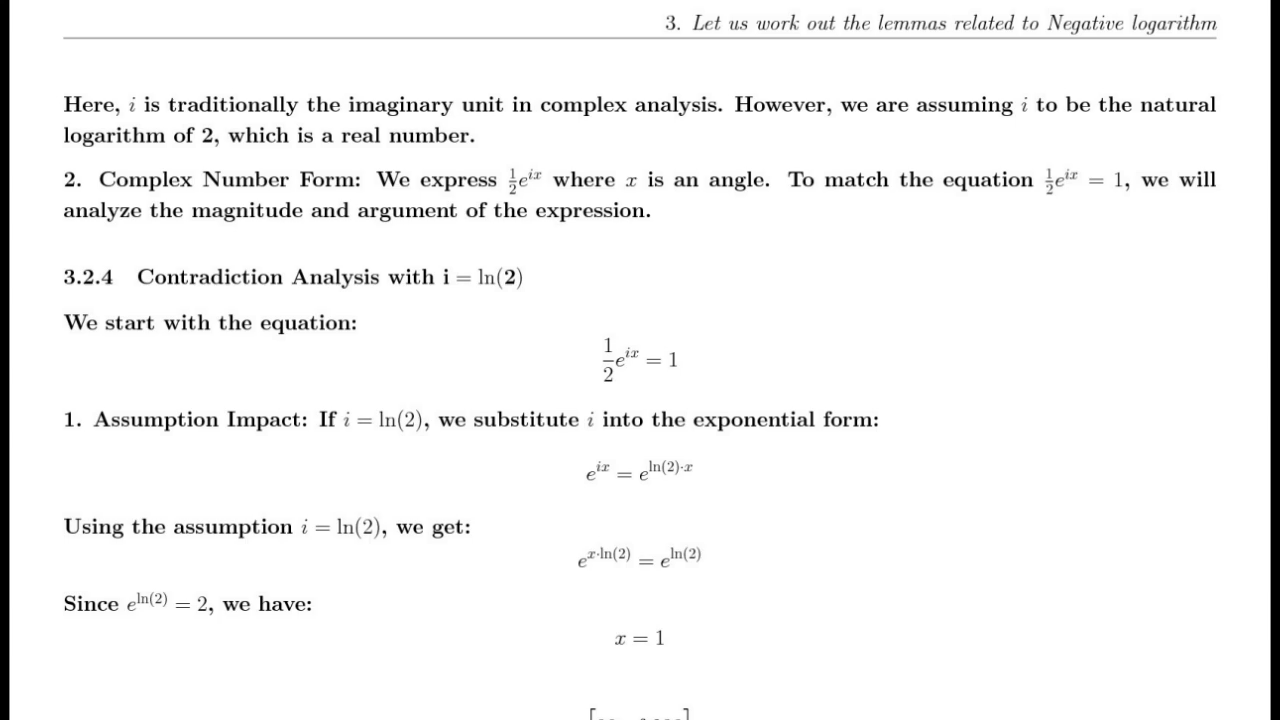 3. Let us work out the lemmas related to Negative logarithm
Here, i is traditionally the imaginary unit in complex analysis. However, we are assuming i to be the natural
logarithm of 2, which is a real number.
2. Complex Number Form: We express ½e^{ix} where x is an angle. To match the equation ½e^{ix} = 1, we will
analyze the magnitude and argument of the expression.
3.2.4 Contradiction Analysis with i = ln(2)
We start with the equation:
½e^{ix} = 1
1. Assumption Impact: If i = ln(2), we substitute i into the exponential form:
e^{ix} = e^{ln(2)·x}
Using the assumption i = ln(2), we get:
e^{x·ln(2)} = e^{ln(2)}
Since e^{ln(2)} = 2, we have:
x = 1